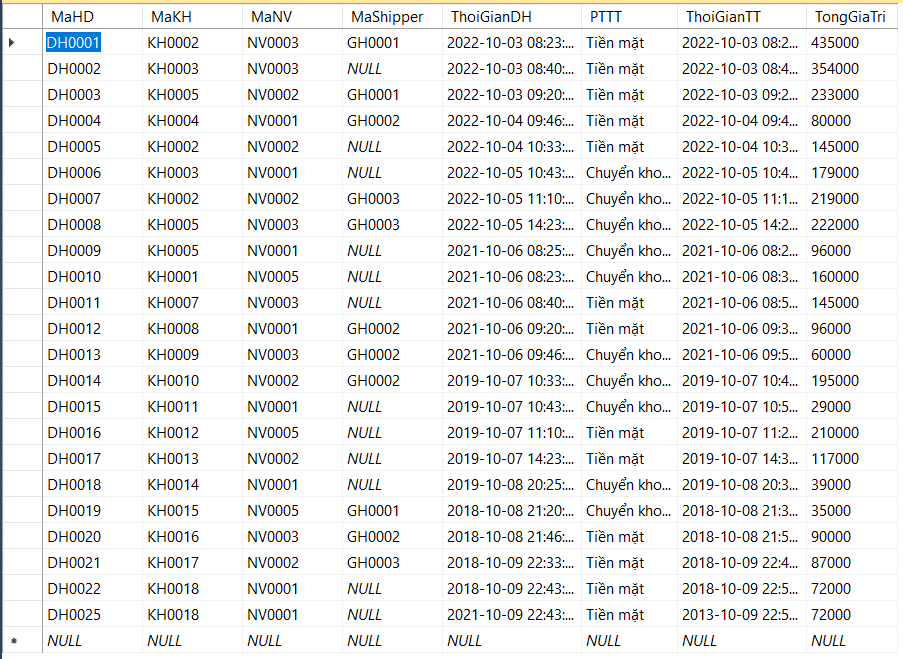 MaHD MaKH MaNV MaShipper ThoiGianDH PTTT ThoiGianTT TongGiaTri
DH0001 KH0002 NV0003 GH0001 2022-10-03 08:23:... Tiền mặt 2022-10-03 08:2... 435000
DH0002 KH0003 NV0003 NULL 2022-10-03 08:40:... Tiền mặt 2022-10-03 08:4... 354000
DH0003 KH0005 NV0002 GH0001 2022-10-03 09:20:... Tiền mặt 2022-10-03 09:2... 233000
DH0004 KH0004 NV0001 GH0002 2022-10-04 09:46:... Tiền mặt 2022-10-04 09:4... 80000
DH0005 KH0002 NV0002 NULL 2022-10-04 10:33:... Tiền mặt 2022-10-04 10:3... 145000
DH0006 KH0003 NV0001 NULL 2022-10-05 10:43:... Chuyển kho... 2022-10-05 10:4... 179000
DH0007 KH0002 NV0002 GH0003 2022-10-05 11:10:... Chuyển kho... 2022-10-05 11:1... 219000
DH0008 KH0005 NV0003 GH0003 2022-10-05 14:23:... Chuyển kho... 2022-10-05 14:2... 222000
DH0009 KH0005 NV0001 NULL 2021-10-06 08:25:... Chuyển kho... 2021-10-06 08:2... 96000
DH0010 KH0001 NV0005 NULL 2021-10-06 08:23:... Chuyển kho... 2021-10-06 08:3... 160000
DH0011 KH0007 NV0003 NULL 2021-10-06 08:40:... Tiền mặt 2021-10-06 08:5... 145000
DH0012 KH0008 NV0001 GH0002 2021-10-06 09:20:... Tiền mặt 2021-10-06 09:3... 96000
DH0013 KH0009 NV0003 GH0002 2021-10-06 09:46:... Chuyển kho... 2021-10-06 09:5... 60000
DH0014 KH0010 NV0002 GH0002 2019-10-07 10:33:... Chuyển kho... 2019-10-07 10:4... 195000
DH0015 KH0011 NV0001 NULL 2019-10-07 10:43:... Chuyển kho... 2019-10-07 10:5... 29000
DH0016 KH0012 NV0005 NULL 2019-10-07 11:10:... Tiền mặt 2019-10-07 11:2... 210000
DH0017 KH0013 NV0002 NULL 2019-10-07 14:23:... Tiền mặt 2019-10-07 14:3... 117000
DH0018 KH0014 NV0001 NULL 2019-10-08 20:25:... Chuyển kho... 2019-10-08 20:3... 39000
DH0019 KH0015 NV0005 GH0001 2018-10-08 21:20:... Chuyển kho... 2018-10-08 21:3... 35000
DH0020 KH0016 NV0003 GH0002 2018-10-08 21:46:... Tiền mặt 2018-10-08 21:5... 90000
DH0021 KH0017 NV0002 GH0003 2018-10-09 22:33:... Tiền mặt 2018-10-09 22:4... 87000
DH0022 KH0018 NV0001 NULL 2018-10-09 22:43:... Tiền mặt 2018-10-09 22:5... 72000
DH0025 KH0018 NV0001 NULL 2021-10-09 22:43:... Tiền mặt 2013-10-09 22:5... 72000
NULL NULL NULL NULL NULL NULL NULL NULL